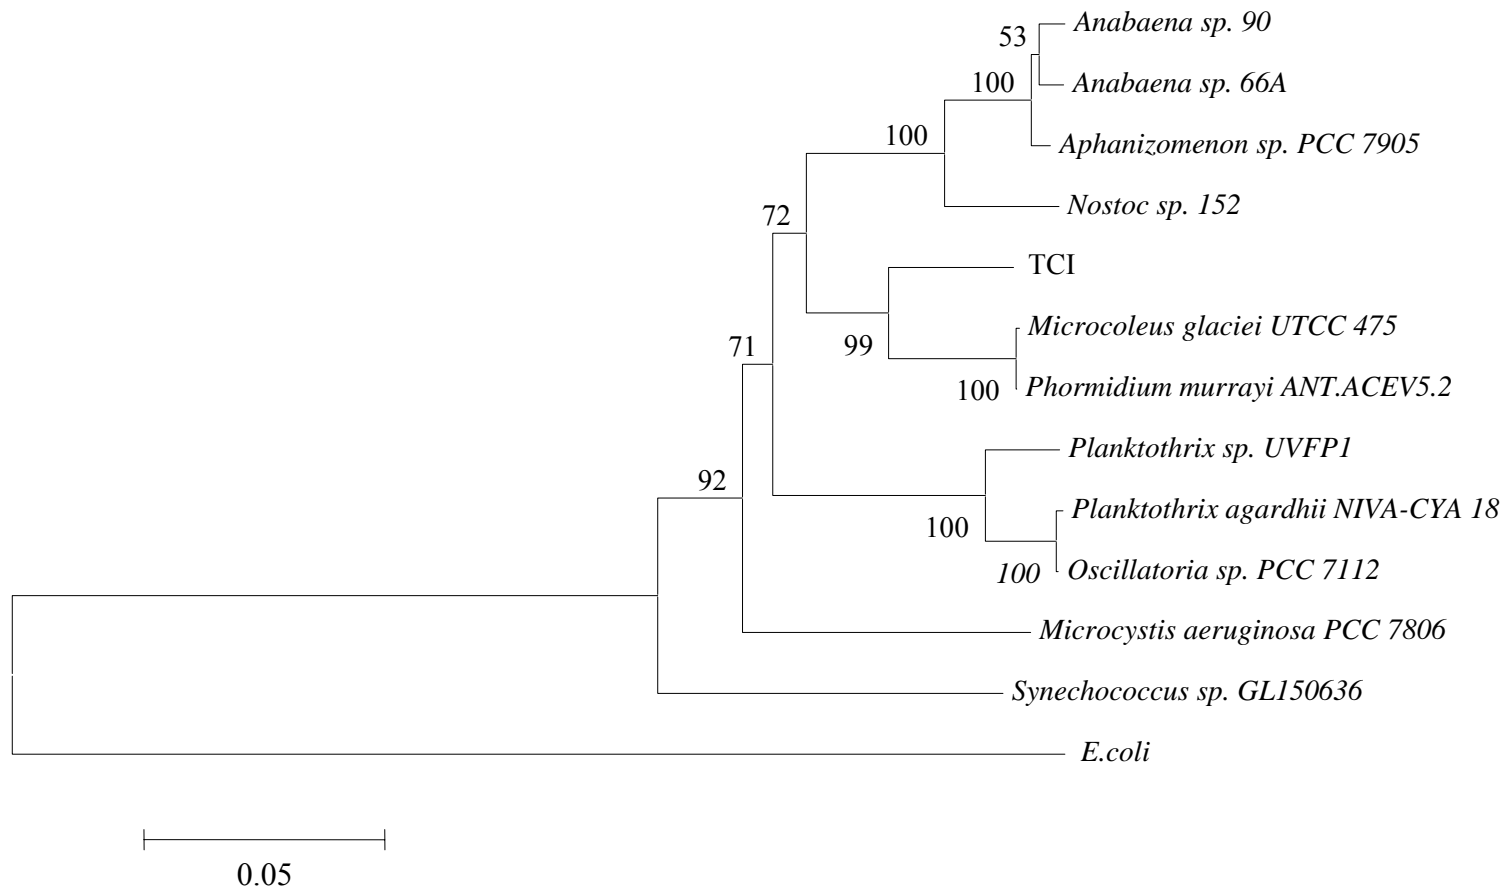 Anabaena sp. 90
53
Anabaena sp. 66A
100
100
Aphanizomenon sp. PCC 7905
Nostoc sp. 152
72
TCI
Microcoleus glaciei UTCC 475
71
99
Phormidium murrayi ANT.ACEV5.2
100
Planktothrix sp. UVFP1
92
Planktothrix agardhii NIVA-CYA 18
100
Oscillatoria sp. PCC 7112
100
Microcystis aeruginosa PCC 7806
Synechococcus sp. GL150636
E.coli
0.05